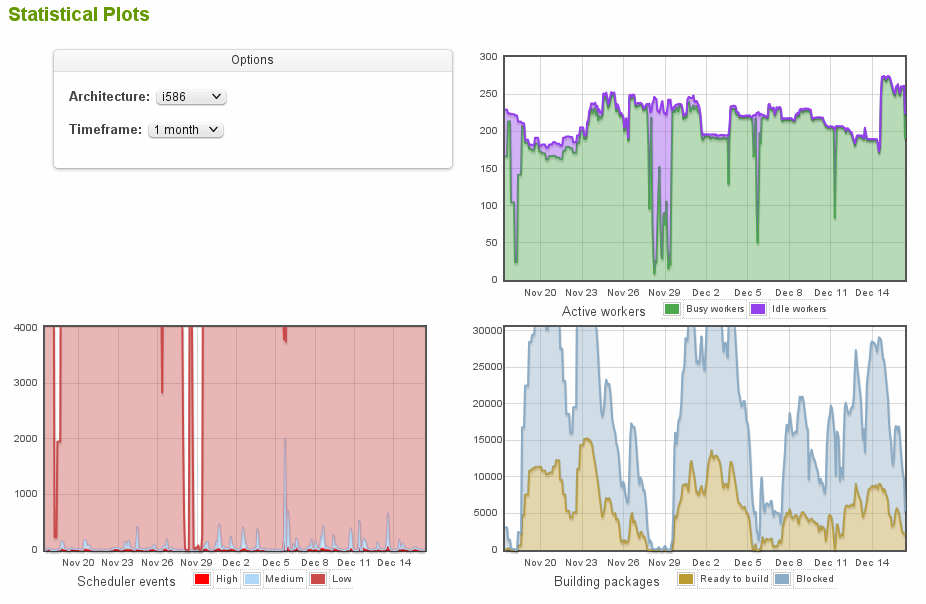 Statistical Plots
Options
Architecture: i586
Timeframe: 1 month
300
250
200
150
100
50
0
Nov 20 Nov 23 Nov 26 Nov 29 Dec 2 Dec 5 Dec 8 Dec 11 Dec 14
Active workers Busy workers Idle workers
4000
3000
2000
1000
0
Nov 20 Nov 23 Nov 26 Nov 29 Dec 2 Dec 5 Dec 8 Dec 11 Dec 14
Scheduler events High Medium Low
30000
25000
20000
15000
10000
5000
0
Nov 20 Nov 23 Nov 26 Nov 29 Dec 2 Dec 5 Dec 8 Dec 11 Dec 14
Building packages Ready to build Blocked